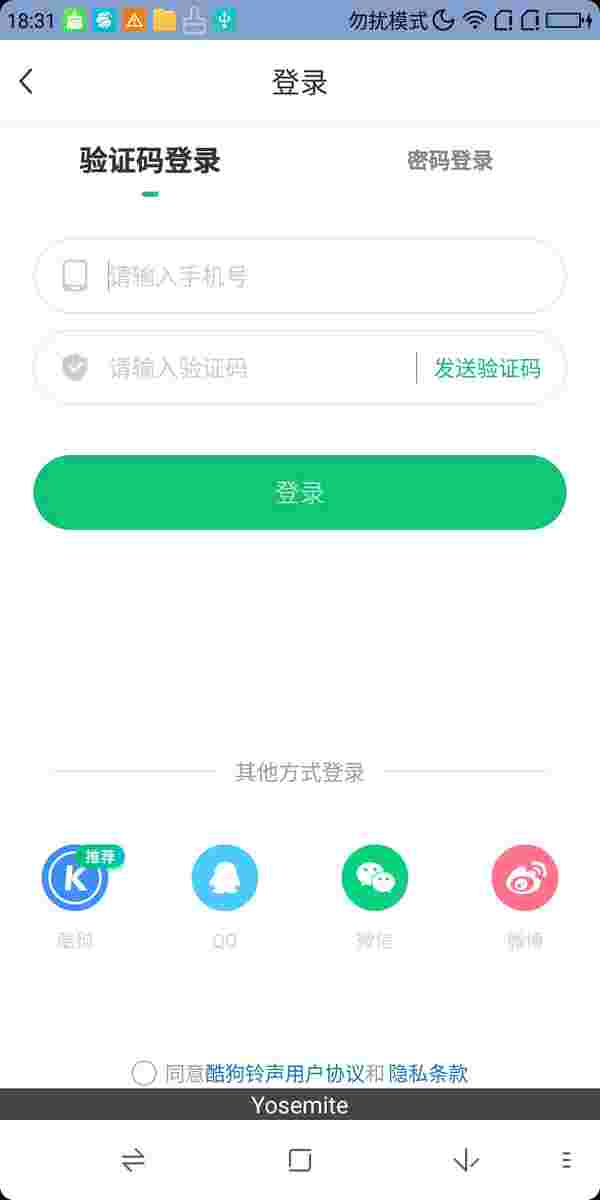 18:31 勿扰模式
登录
验证码登录 密码登录
请输入手机号
请输入验证码 发送验证码
登录
其他方式登录
推荐
酷狗 QQ 微信 微博
同意酷狗铃声用户协议和 隐私条款
Yosemite